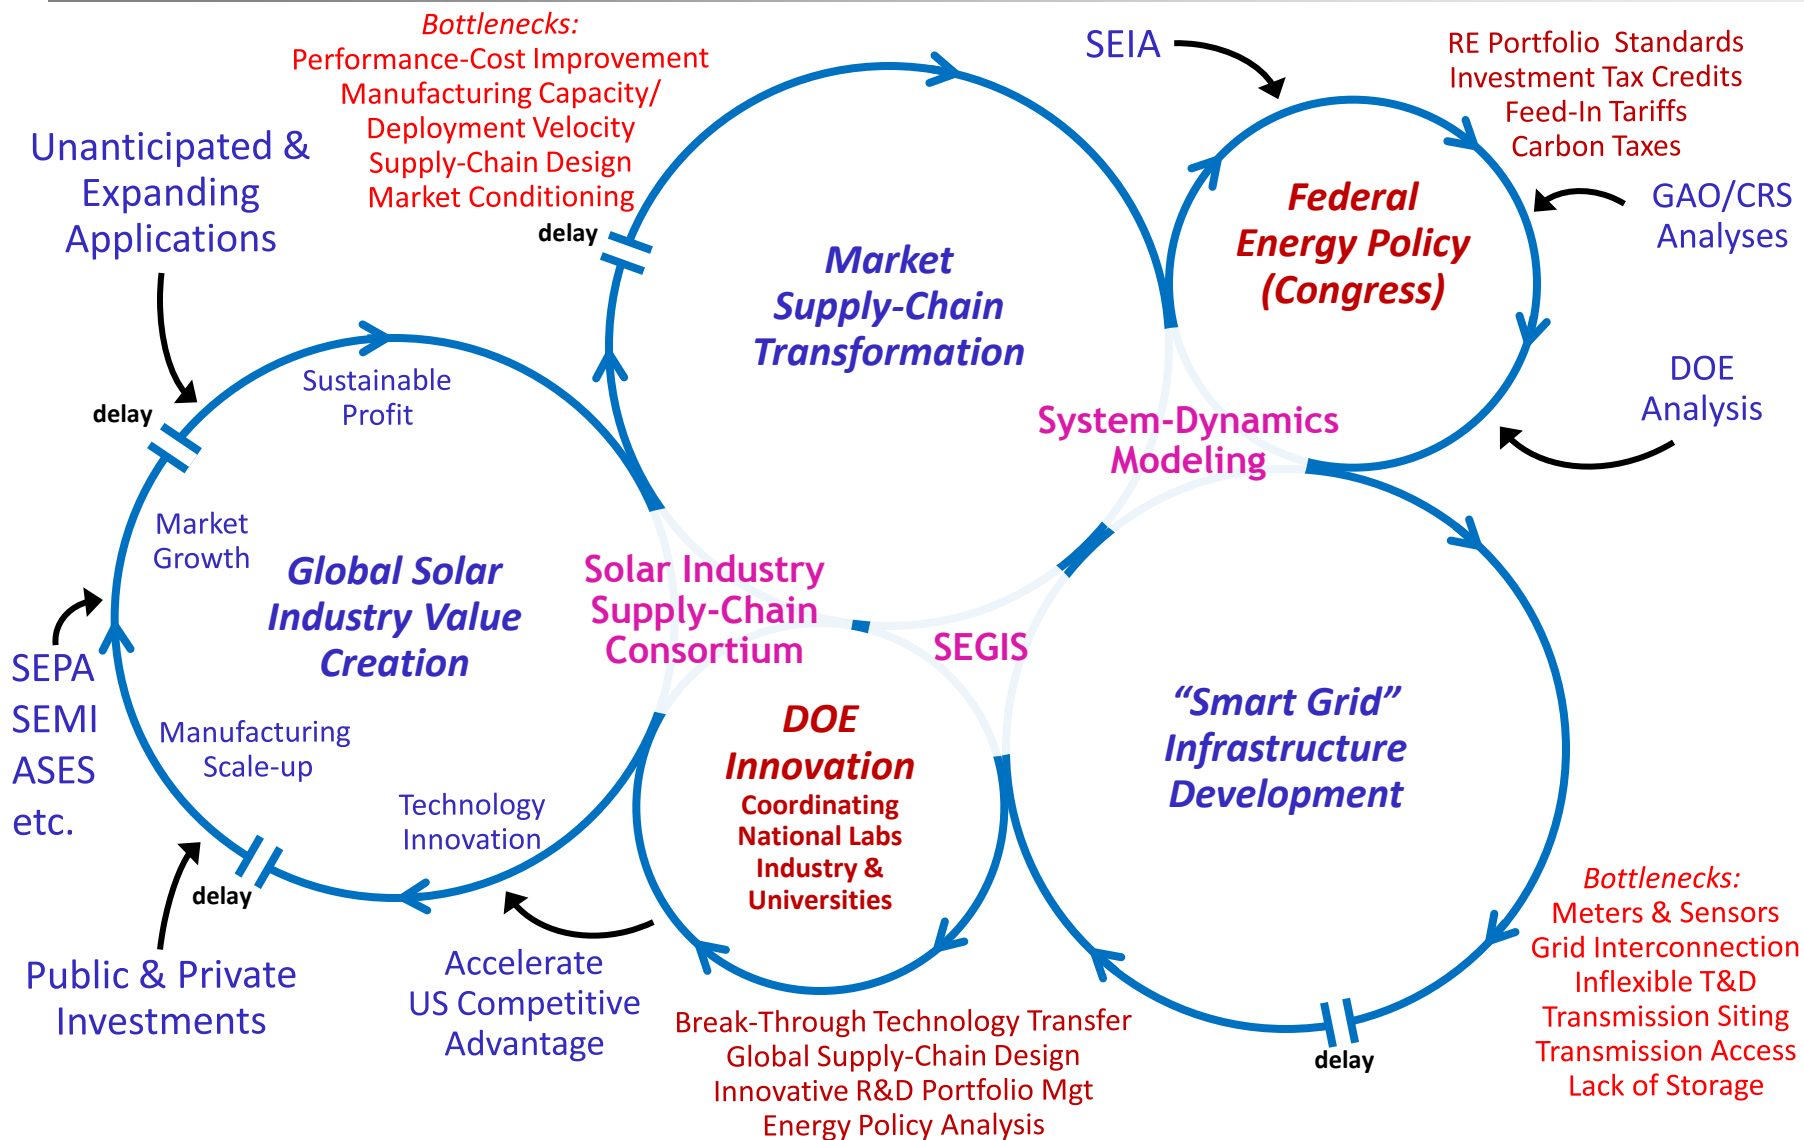 Bottlenecks:
Performance-Cost Improvement
Manufacturing Capacity/
Deployment Velocity
Supply-Chain Design
Market Conditioning
delay
SEIA
RE Portfolio Standards
Investment Tax Credits
Feed-In Tariffs
Carbon Taxes
Unanticipated &
Expanding
Applications
Federal
Energy Policy
(Congress)
GAO/CRS
Analyses
Market
Supply-Chain
Transformation
DOE
Analysis
delay
Sustainable
Profit
System-Dynamics
Modeling
Market
Growth
Global Solar
Industry Value
Creation
Solar Industry
Supply-Chain
Consortium
SEGIS
SEPA
SEMI
ASES
etc.
Manufacturing
Scale-up
Technology
Innovation
DOE
Innovation
Coordinating
National Labs
Industry &
Universities
“Smart Grid”
Infrastructure
Development
delay
Public & Private
Investments
Accelerate
US Competitive
Advantage
Break-Through Technology Transfer
Global Supply-Chain Design
Innovative R&D Portfolio Mgt
Energy Policy Analysis
delay
Bottlenecks:
Meters & Sensors
Grid Interconnection
Inflexible T&D
Transmission Siting
Transmission Access
Lack of Storage